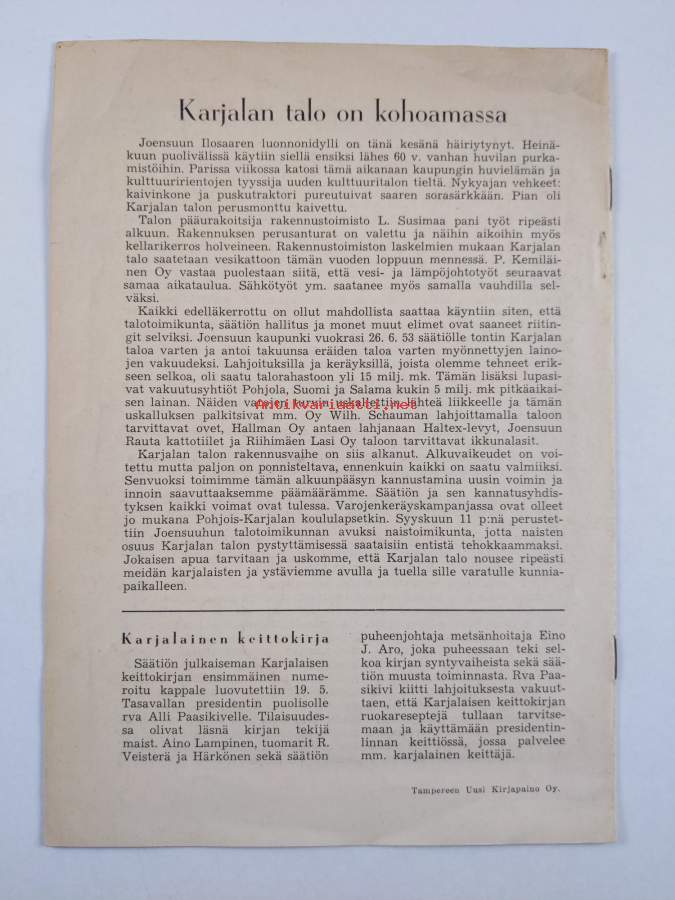 Karjalan talo on kohoamassa
Joensuun Ilosaaren luonnonidylli on tänä kesänä häiriytynyt. Heinä-
kuun puolivälissä käytiin siellä ensiksi lähes 60 v. vanhan huvilan purka-
mistöihin. Parissa viikossa katosi tämä aikanaan kaupungin huvielämän ja
kulttuuririentojen tyyssija uuden kulttuuritalon tieltä. Nykyajan vehkeet:
kaivinkone ja puskutraktori pureutuivat saaren sorasärkkään. Pian oli
Karjalan talon perusmonttu kaivettu.
Talon pääurakoitsija rakennustoimisto L. Susimaa pani työt ripeästi
alkuun. Rakennuksen perusanturat on valettu ja näihin aikoihin myös
kellarikerros holveineen. Rakennustoimiston laskelmien mukaan Karjalan
talo saatetaan vesikattoon tämän vuoden loppuun mennessä. P. Kemiläi-
nen Oy vastaa puolestaan siitä, että vesi- ja lämpöjohtotyöt seuraavat
samaa aikataulua. Sähkötyöt ym. saatanee myös samalla vauhdilla sel-
väksi.
Kaikki edelläkerrottu on ollut mahdollista saattaa käyntiin siten, että
talotoimikunta, säätiön hallitus ja monet muut elimet ovat saaneet riitin-
git selviksi. Joensuun kaupunki vuokrasi 26. 6. 53 säätiölle tontin Karjalan
taloa varten ja antoi takuunsa eräiden taloa varten myönnettyjen laino-
jen vakuudeksi. Lahjoituksilla ja keräyksillä, joista olemme tehneet erik-
seen selkoa, oli saatu talorahastoon yli 15 milj. mk. Tämän lisäksi lupasi-
vat vakuutusyhtiöt Pohjola, Suomi ja Salama kukin 5 milj. mk pitkäaikai-
sen lainan. Näiden varojen turvin uskallettiin lähteä liikkeelle ja tämän
antikvariaatti.net
uskalluksen palkitsivat mm. Oy Wilh. Schauman lahjoittamalla taloon
tarvittavat ovet, Hallman Oy antaen lahjanaan Haltex-levyt, Joensuun
Rauta kattotiilet ja Riihimäen Lasi Oy taloon tarvittavat ikkunalasit.
Karjalan talon rakennusvaihe on siis alkanut. Alkuvaikeudet on voi-
tettu mutta paljon on ponnisteltava, ennenkuin kaikki on saatu valmiiksi.
Senvuoksi toimimme tämän alkuunpääsyn kannustamina uusin voimin ja
innoin saavuttaaksemme päämäärämme. Säätiön ja sen kannatusyhdis-
tyksen kaikki voimat ovat tulessa. Varojenkeräyskampanjassa ovat olleet
jo mukana Pohjois-Karjalan koululapsetkin. Syyskuun 11 p:nä perustet-
tiin Joensuuhun talotoimikunnan avuksi naistoimikunta, jotta naisten
osuus Karjalan talon pystyttämisessä saataisiin entistä tehokkaammaksi.
Jokaisen apua tarvitaan ja uskomme, että Karjalan talo nousee ripeästi
meidän karjalaisten ja ystäviemme avulla ja tuella sille varatulle kunnia-
paikalleen.
Karjalainen keittokirja
Säätiön julkaiseman Karjalaisen
keittokirjan ensimmäinen nume-
roitu kappale luovutettiin 19. 5.
Tasavallan presidentin puolisolle
rva Alli Paasikivelle. Tilaisuudes-
sa olivat läsnä kirjan tekijä
maist. Aino Lampinen, tuomarit R.
Veisterä ja Härkönen sekä säätiön
puheenjohtaja metsänhoitaja Eino
J. Aro, joka puheessaan teki sel-
koa kirjan syntyvaiheista sekä sää-
tiön muusta toiminnasta. Rva Paa-
sikivi kiitti lahjoituksesta vakuut-
taen, että Karjalaisen keittokirjan
ruokareseptejä tullaan tarvitse-
maan ja käyttämään presidentin-
linnan keittiössä, jossa palvelee
mm. karjalainen keittäjä.
Tampereen Uusi Kirjapaino Oy.